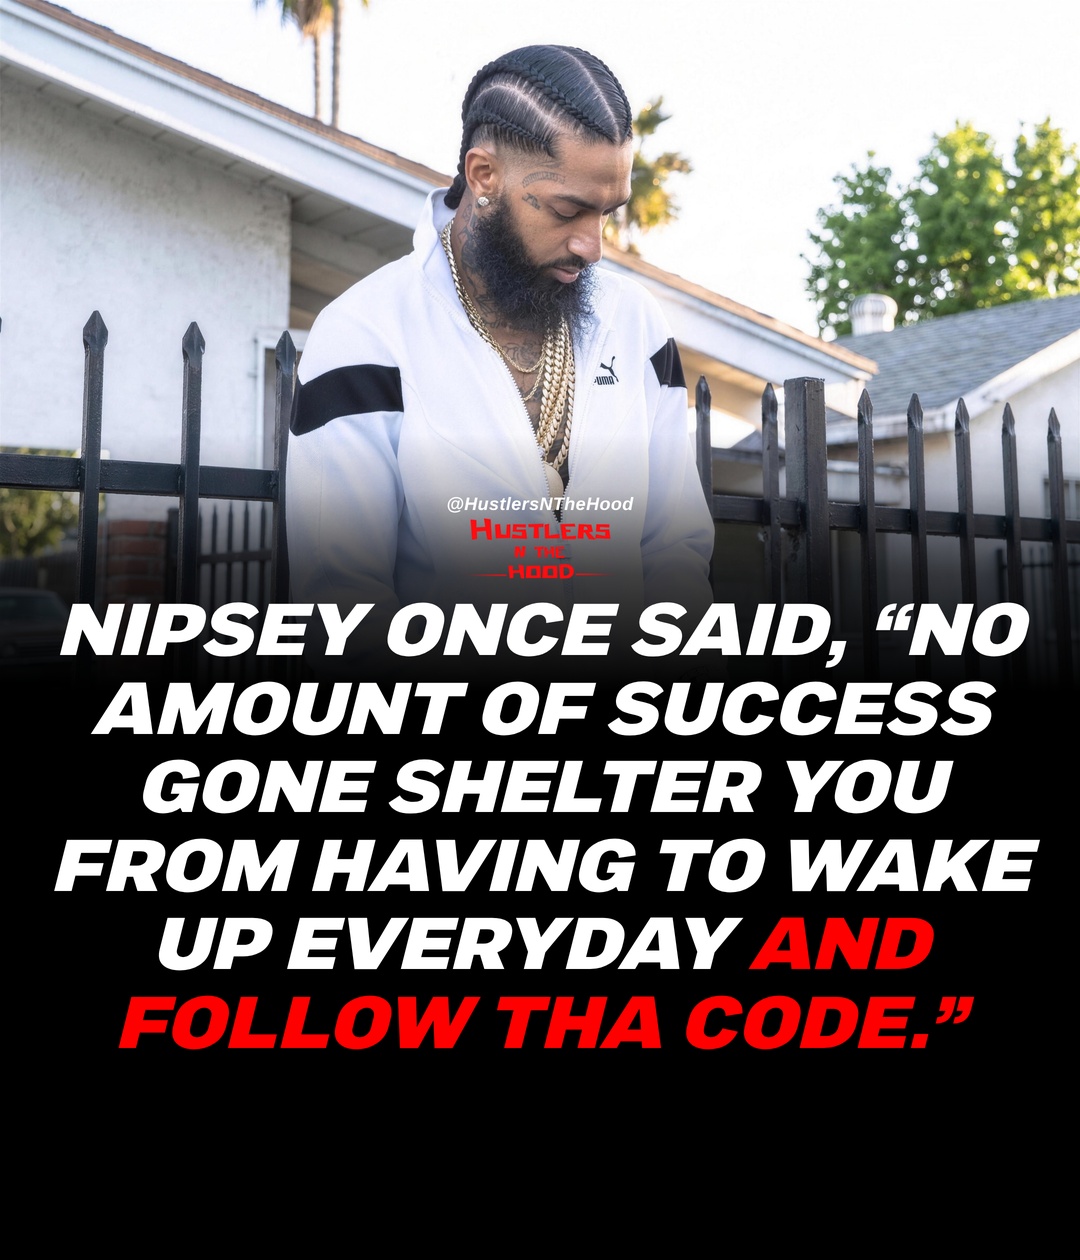 PUMA
@HustlersNTheHood
HUSTLERS
N THE
HOOD
NIPSEY ONCE SAID, “NO
AMOUNT OF SUCCESS
GONE SHELTER YOU
FROM HAVING TO WAKE
UP EVERYDAY AND
FOLLOW THA CODE.”